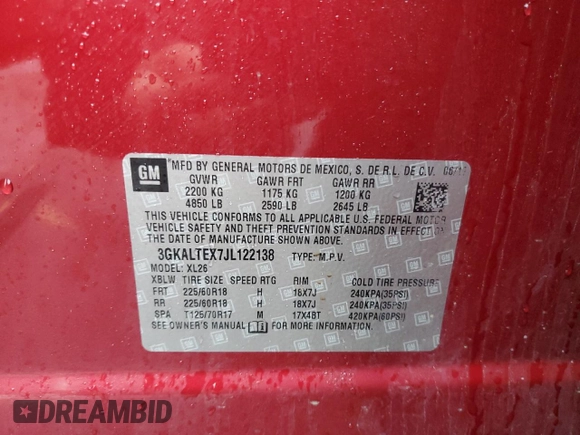 GM *MFD BY GENERAL MOTORS DE MEXICO, S. DE R.L. DE C.V.
GVWR GAWR FRT GAWR RR
2200 KG 1175 KG 1200 KG
4850 LB 2590 LB 2645 LB
THIS VEHICLE CONFORMS TO ALL APPLICABLE U.S. FEDERAL MOTOR
VEHICLE SAFETY AND THEFT PREVENTION STANDARDS IN EFFECT
ON THE DATE OF MANUFACTURE SHOWN ABOVE.
3GKALTEX7JL122138 TYPE: M.P.V.
MODEL: XL26
XBLW TIRE SIZE SPEED RTG RIM COLD TIRE PRESSURE
FRT 225/60R18 H 18X7J 240KPA(35PSI)
RR 225/60R18 H 18X7J 240KPA(35PSI)
SPA T125/70R17 M 17X4BT 420KPA(60PSI)
SEE OWNER'S MANUAL FOR MORE INFORMATION.
DREAMBID